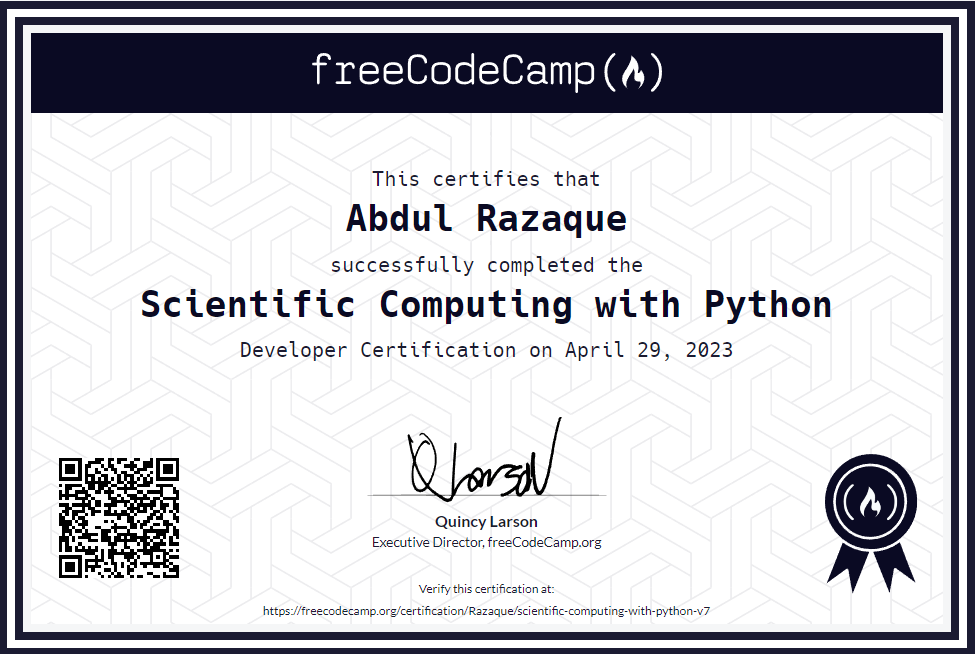 freeCodeCamp
This certifies that
Abdul Razaque
successfully completed the
Scientific Computing with Python
Developer Certification on April 29, 2023
Q Larson
Quincy Larson
Executive Director, freeCodeCamp.org
Verify this certification at:
https://freecodecamp.org/certification/Razaque/scientific-computing-with-python-v7